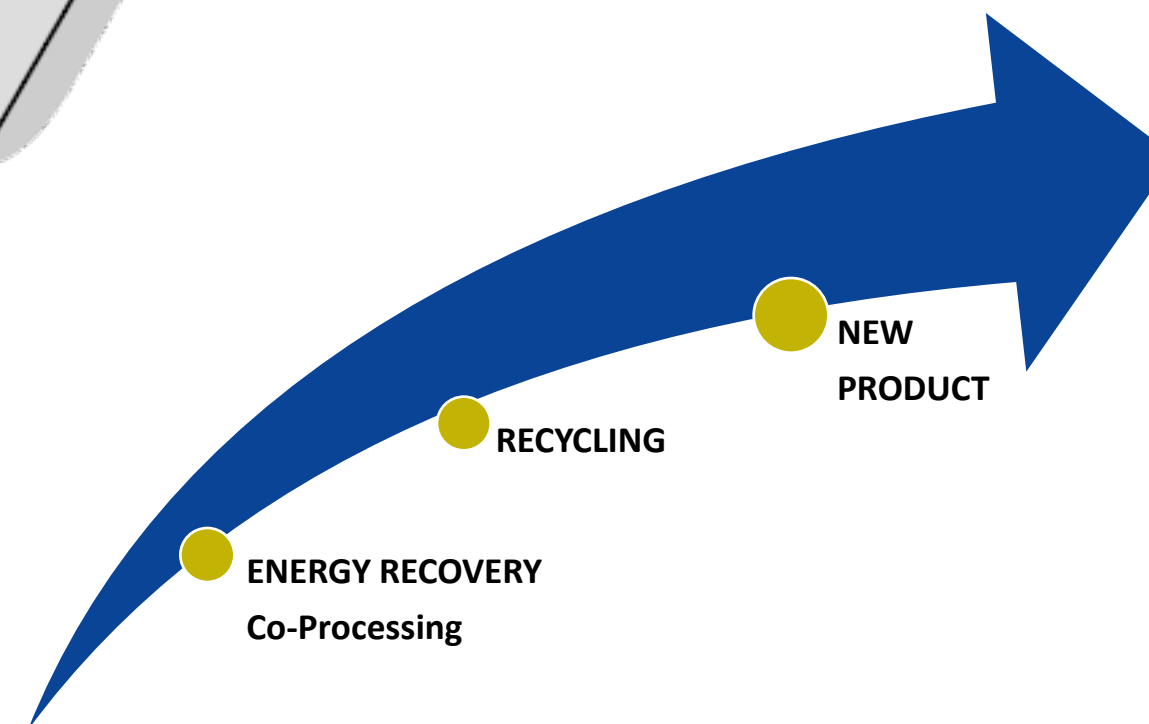 NEW
PRODUCT
RECYCLING
ENERGY RECOVERY
Co-Processing